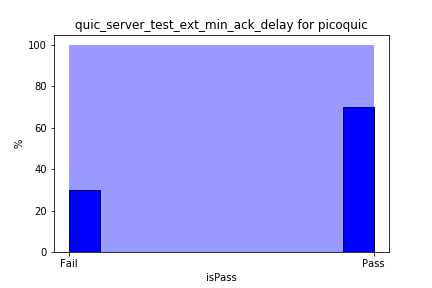 quic_server_test_ext_min_ack_delay for picoquic
100
80
60
40
20
0
%
Fail Pass
isPass